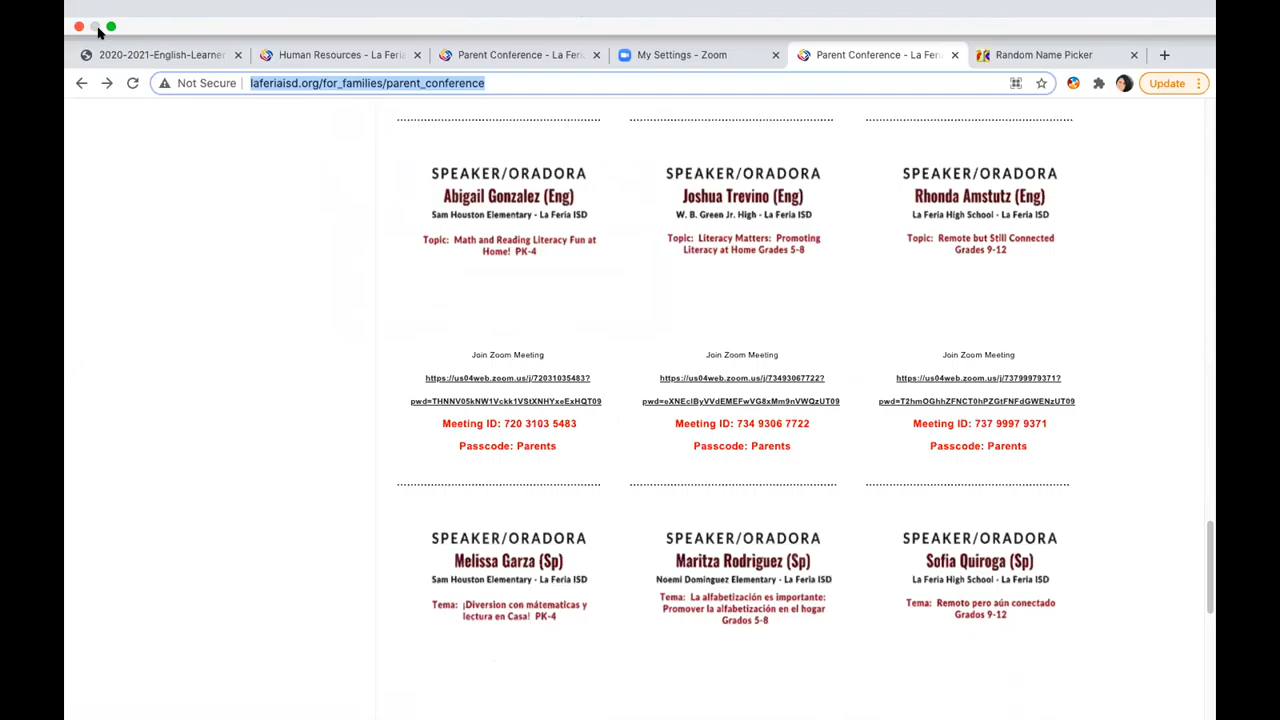 2020-2021-English-Learner
Human Resources - La Feria
Parent Conference - La Feria
My Settings - Zoom
Parent Conference - La Feria
Random Name Picker
Not Secure
laferiaisd.org/for_families/parent_conference
Update
SPEAKER/ORADORA
Abigail Gonzalez (Eng)
Sam Houston Elementary - La Feria ISD
Topic: Math and Reading Literacy Fun at
Home! PK-4
SPEAKER/ORADORA
Joshua Trevino (Eng)
W. B. Green Jr. High - La Feria ISD
Topic: Literacy Matters: Promoting
Literacy at Home Grades 5-8
SPEAKER/ORADORA
Rhonda Amstutz (Eng)
La Feria High School - La Feria ISD
Topic: Remote but Still Connected
Grades 9-12
Join Zoom Meeting
https://us04web.zoom.us/j/72031035483?
pwd=THNNV05kNW1Vckk1VStXNHYxeExHQT09
Meeting ID: 720 3103 5483
Passcode: Parents
Join Zoom Meeting
https://us04web.zoom.us/j/73493067722?
pwd=eXNEclByVVdEMEFwVG8xMm9nVWQzUT09
Meeting ID: 734 9306 7722
Passcode: Parents
Join Zoom Meeting
https://us04web.zoom.us/j/73799979371?
pwd=T2hmOGhhZFNCT0hPZGtFNFdGWENzUT09
Meeting ID: 737 9997 9371
Passcode: Parents
SPEAKER/ORADORA
Melissa Garza (Sp)
Sam Houston Elementary - La Feria ISD
Tema: ¡Diversion con mátematicas y
lectura en Casa! PK-4
SPEAKER/ORADORA
Maritza Rodriguez (Sp)
Noemi Dominguez Elementary - La Feria ISD
Tema: La alfabetización es importante:
Promover la alfabetización en el hogar
Grados 5-8
SPEAKER/ORADORA
Sofia Quiroga (Sp)
La Feria High School - La Feria ISD
Tema: Remoto pero aún conectado
Grados 9-12